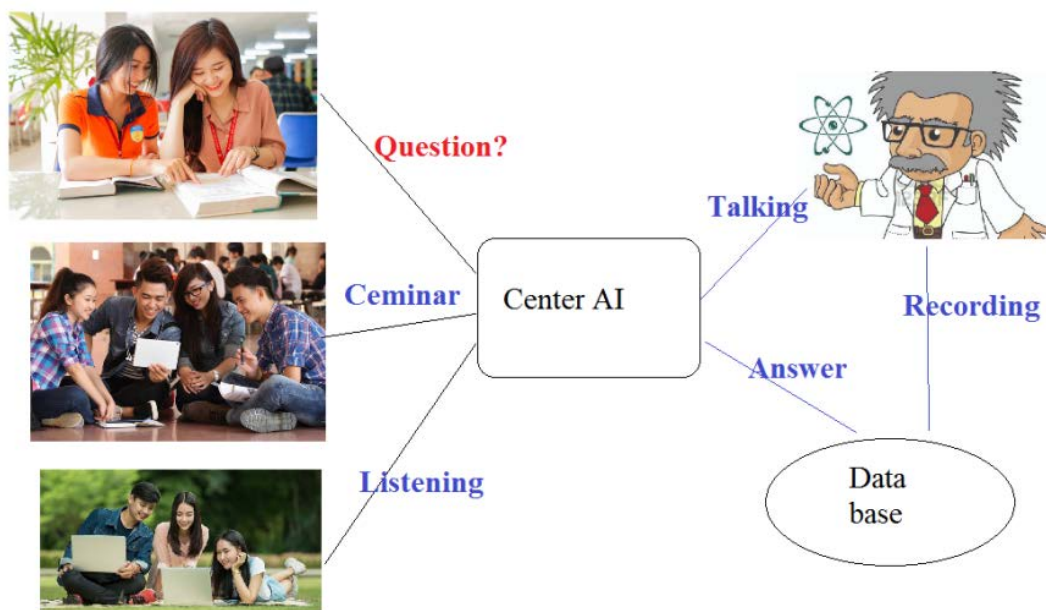 Question?
Talking
Ceminar
Center AI
Recording
Answer
Listening
Data
base